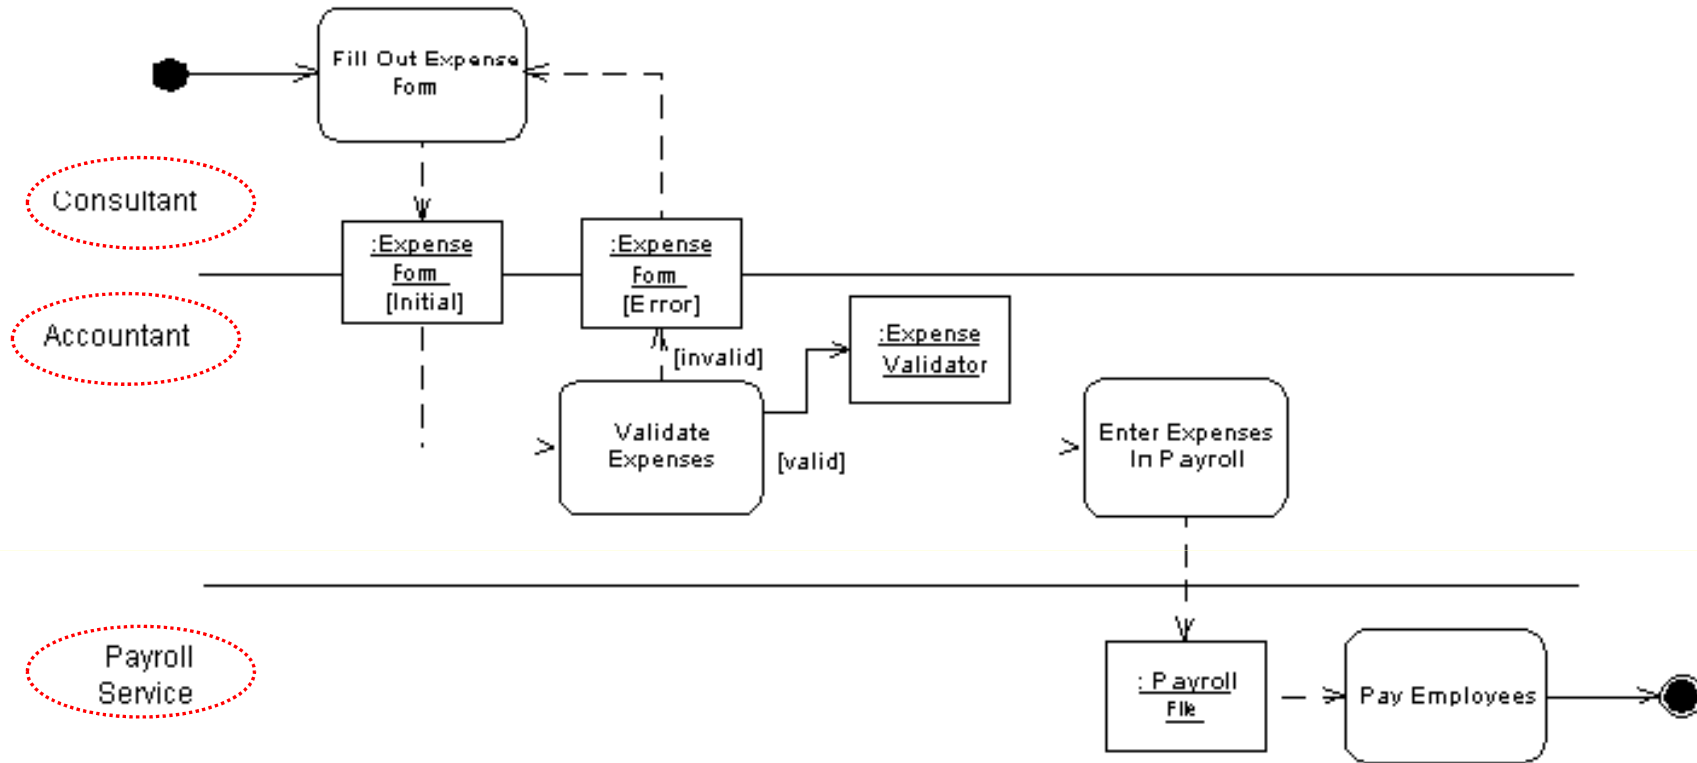 Fill Out Expense
Form
Consultant
:Expense
Form
[Initial]
:Expense
Form
[Error]
Accountant
[invalid]
:Expense
Validator
Validate
Expenses
[valid]
Enter Expenses
In Payroll
Payroll
Service
: Payroll
File
Pay Employees